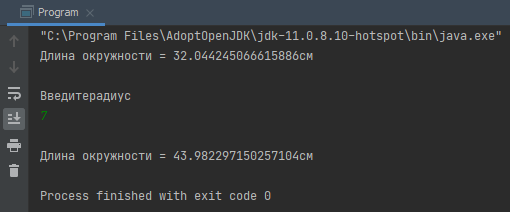 Program ×
"C:\Program Files\AdoptOpenJDK\jdk-11.0.8.10-hotspot\bin\java.exe"
Длина окружности = 32.044245066615886см
Введитерадиус
7
Длина окружности = 43.982297150257104см
Process finished with exit code 0